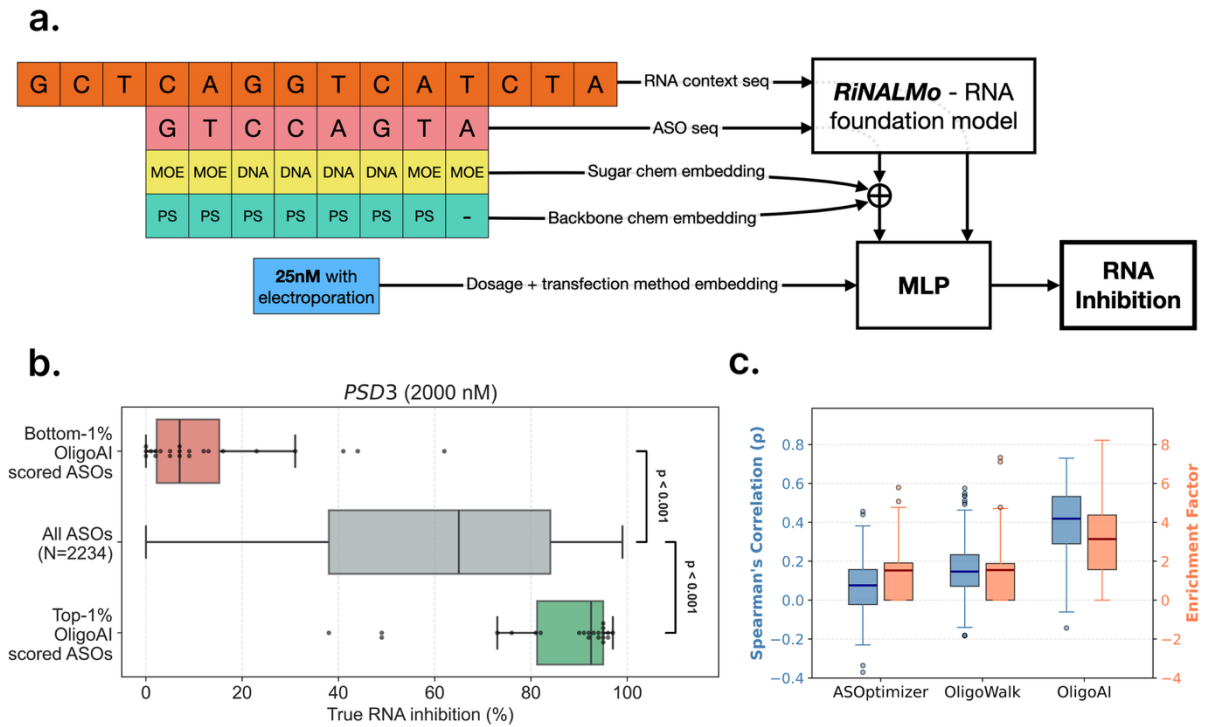 a.
G C T C A G G T C A T C T A
RNA context seq
G T C C A G T A
ASO seq
MOE MOE DNA DNA DNA DNA MOE MOE
Sugar chem embedding
PS PS PS PS PS PS PS -
Backbone chem embedding
25nM with
electroporation
Dosage + transfection method embedding
RiNALMo - RNA
foundation model
MLP
RNA
Inhibition
b.
PSD3 (2000 nM)
Bottom-1%
OligoAI
scored ASOs
All ASOs
(N=2234)
Top-1%
OligoAI
scored ASOs
p < 0.001
p < 0.001
0 20 40 60 80 100
True RNA inhibition (%)
c.
Spearman's Correlation (ρ)
0.8
0.6
0.4
0.2
0.0
−0.2
−0.4
8
6
4
2
0
−2
−4
Enrichment Factor
ASOptimizer OligoWalk OligoAI